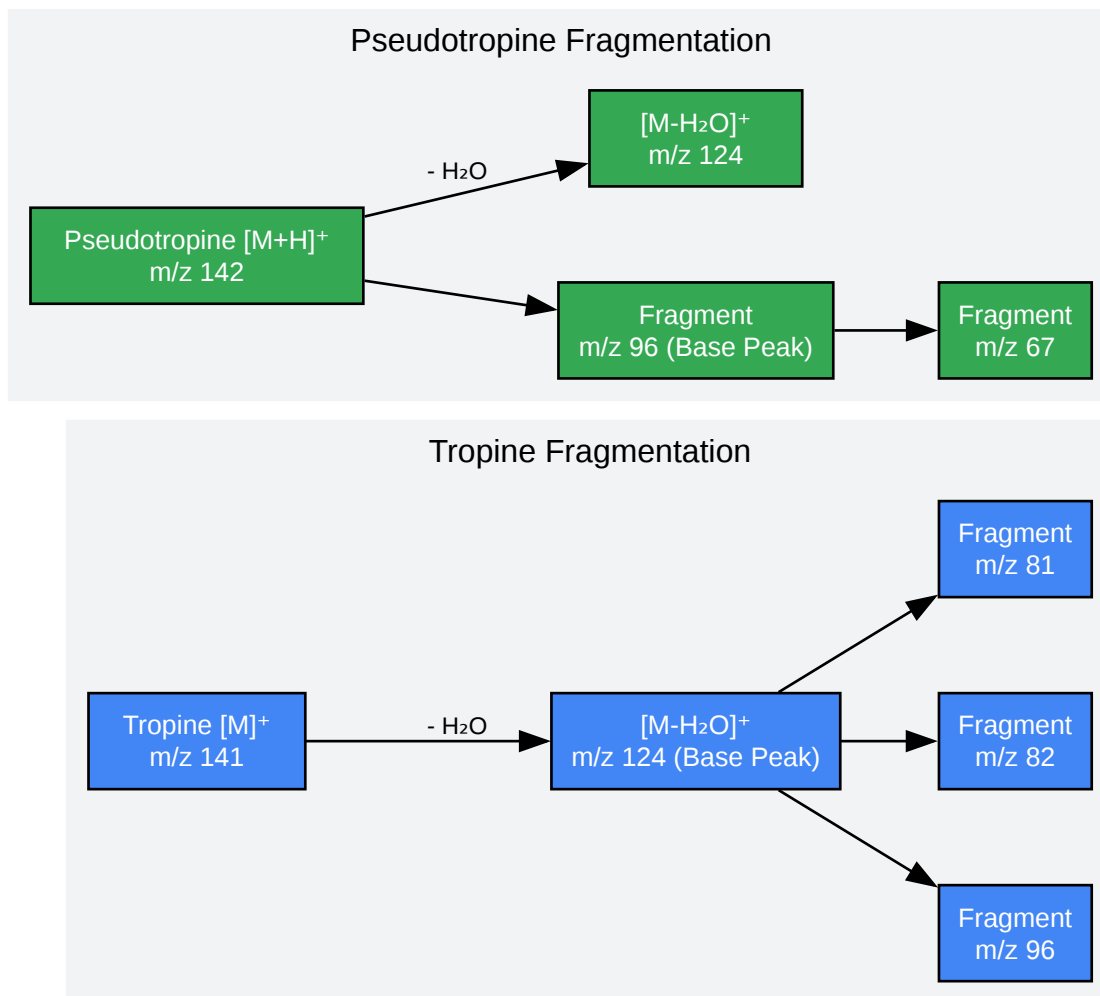 Pseudotropine Fragmentation
[M-H₂O]⁺
m/z 124
- H₂O
Pseudotropine [M+H]⁺
m/z 142
Fragment
m/z 96 (Base Peak)
Fragment
m/z 67
Tropine Fragmentation
Fragment
m/z 81
Tropine [M]⁺
m/z 141
- H₂O
[M-H₂O]⁺
m/z 124 (Base Peak)
Fragment
m/z 82
Fragment
m/z 96